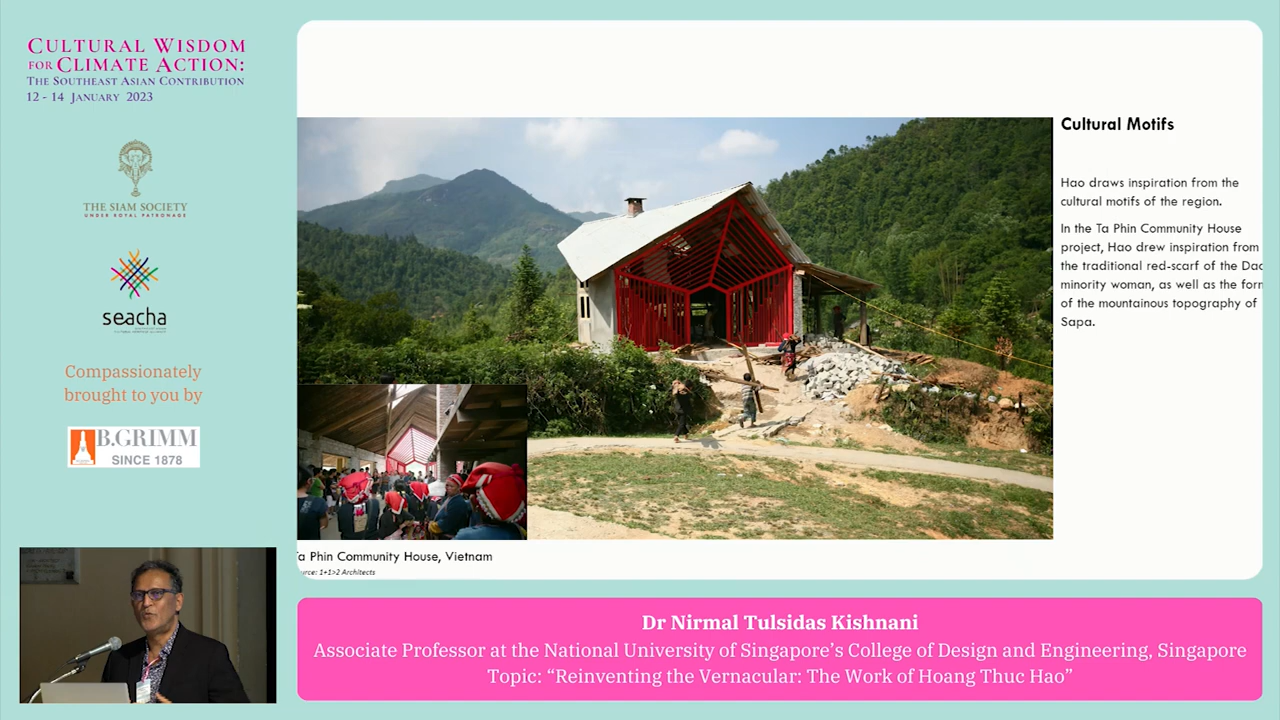 CULTURAL WISDOM
FOR CLIMATE ACTION:
THE SOUTHEAST ASIAN CONTRIBUTION
12 - 14 JANUARY 2023
THE SIAM SOCIETY
UNDER ROYAL PATRONAGE
seacha
Compassionately
brought to you by
B.GRIMM
SINCE 1878
Cultural Motifs
Hao draws inspiration from the
cultural motifs of the region.
In the Ta Phin Community House
project, Hao drew inspiration from
the traditional red-scarf of the Dao
minority woman, as well as the form
of the mountainous topography of
Sapa.
Ta Phin Community House, Vietnam
urce: 1+1>2 Architects
Dr Nirmal Tulsidas Kishnani
Associate Professor at the National University of Singapore’s College of Design and Engineering, Singapore
Topic: “Reinventing the Vernacular: The Work of Hoang Thuc Hao”